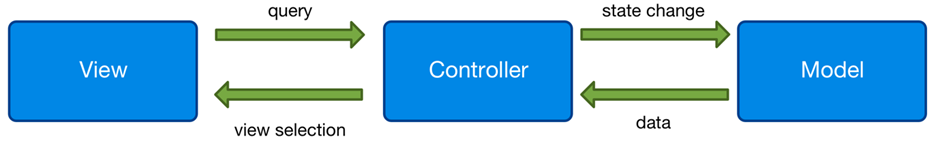 query
state change
View
Controller
Model
view selection
data